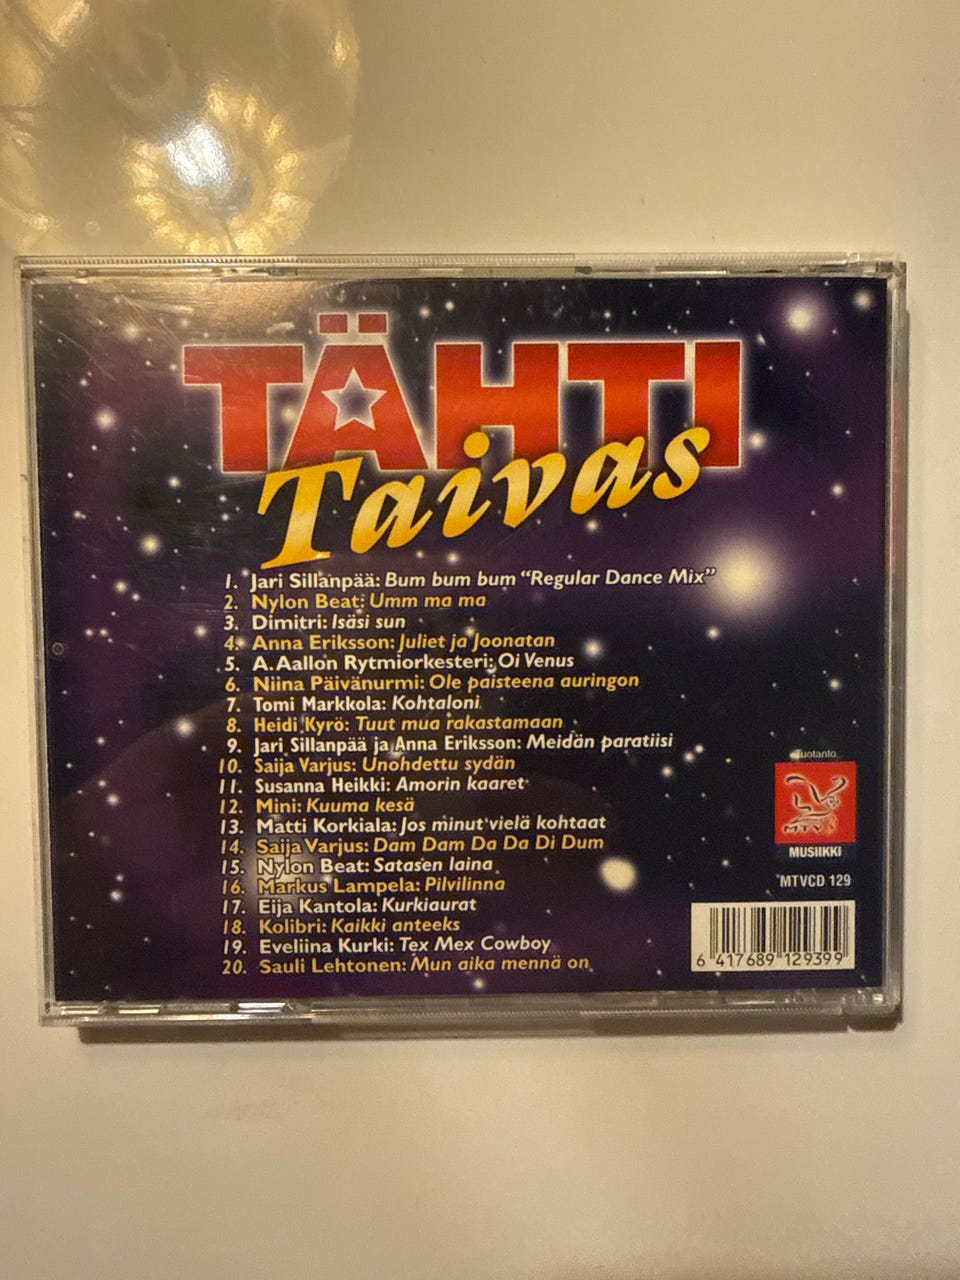 TÄHTI
Taivas
1. Jari Sillanpää: Bum bum bum “Regular Dance Mix”
2. Nylon Beat: Umm ma ma
3. Dimitri: Isäsi sun
4. Anna Eriksson: Juliet ja Joonatan
5. A. Aallon Rytmiorkesteri: Oi Venus
6. Niina Päivänurmi: Ole paisteena auringon
7. Tomi Markkola: Kohtaloni
8. Heidi Kyrö: Tuut mua rakastamaan
9. Jari Sillanpää ja Anna Eriksson: Meidän paratiisi
10. Saija Varjus: Unohdettu sydän
11. Susanna Heikki: Amorin kaaret
12. Mini: Kuuma kesä
13. Matti Korkiala: Jos minut vielä kohtaat
14. Saija Varjus: Dam Dam Da Da Di Dum
15. Nylon Beat: Satasen laina
16. Markus Lampela: Pilvilinna
17. Eija Kantola: Kurkiaurat
18. Kolibri: Kaikki anteeks
19. Eveliina Kurki: Tex Mex Cowboy
20. Sauli Lehtonen: Mun aika mennä on
Tuotanto
MTV3
MUSIIKKI
MTVCD 129
6 417689 129399